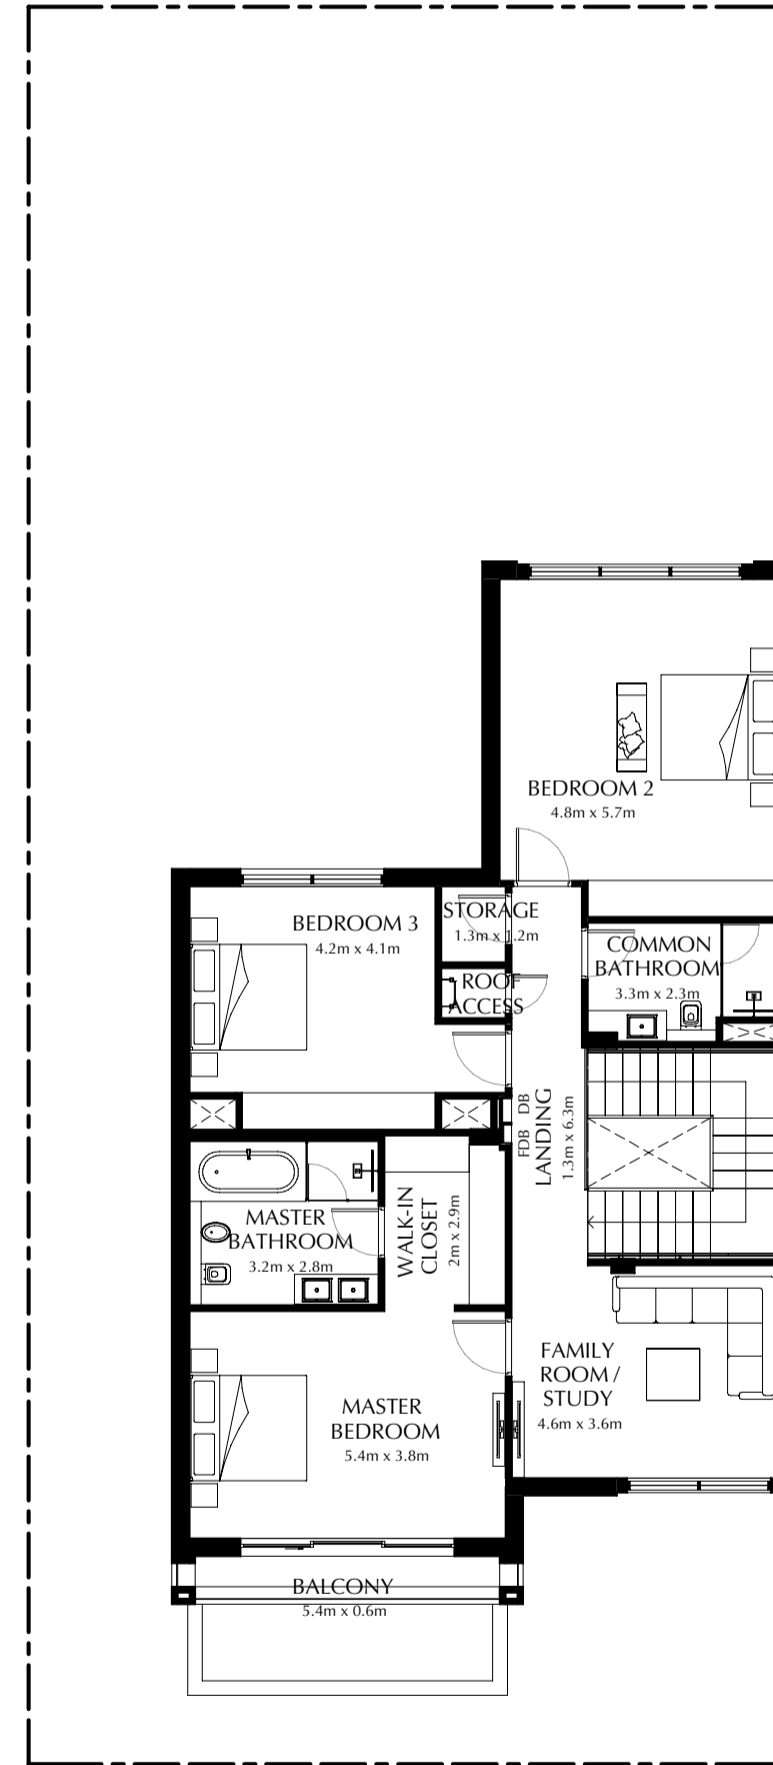 BEDROOM 2
4.8m x 5.7m
BEDROOM 3
4.2m x 4.1m
STORAGE
1.3m x 1.2m
COMMON
BATHROOM
3.3m x 2.3m
ROOF
ACCESS
FDB DB
LANDING
1.3m x 6.3m
MASTER
BATHROOM
3.2m x 2.8m
WALK-IN
CLOSET
2m x 2.9m
FAMILY
ROOM /
STUDY
4.6m x 3.6m
MASTER
BEDROOM
5.4m x 3.8m
BALCONY
5.4m x 0.6m